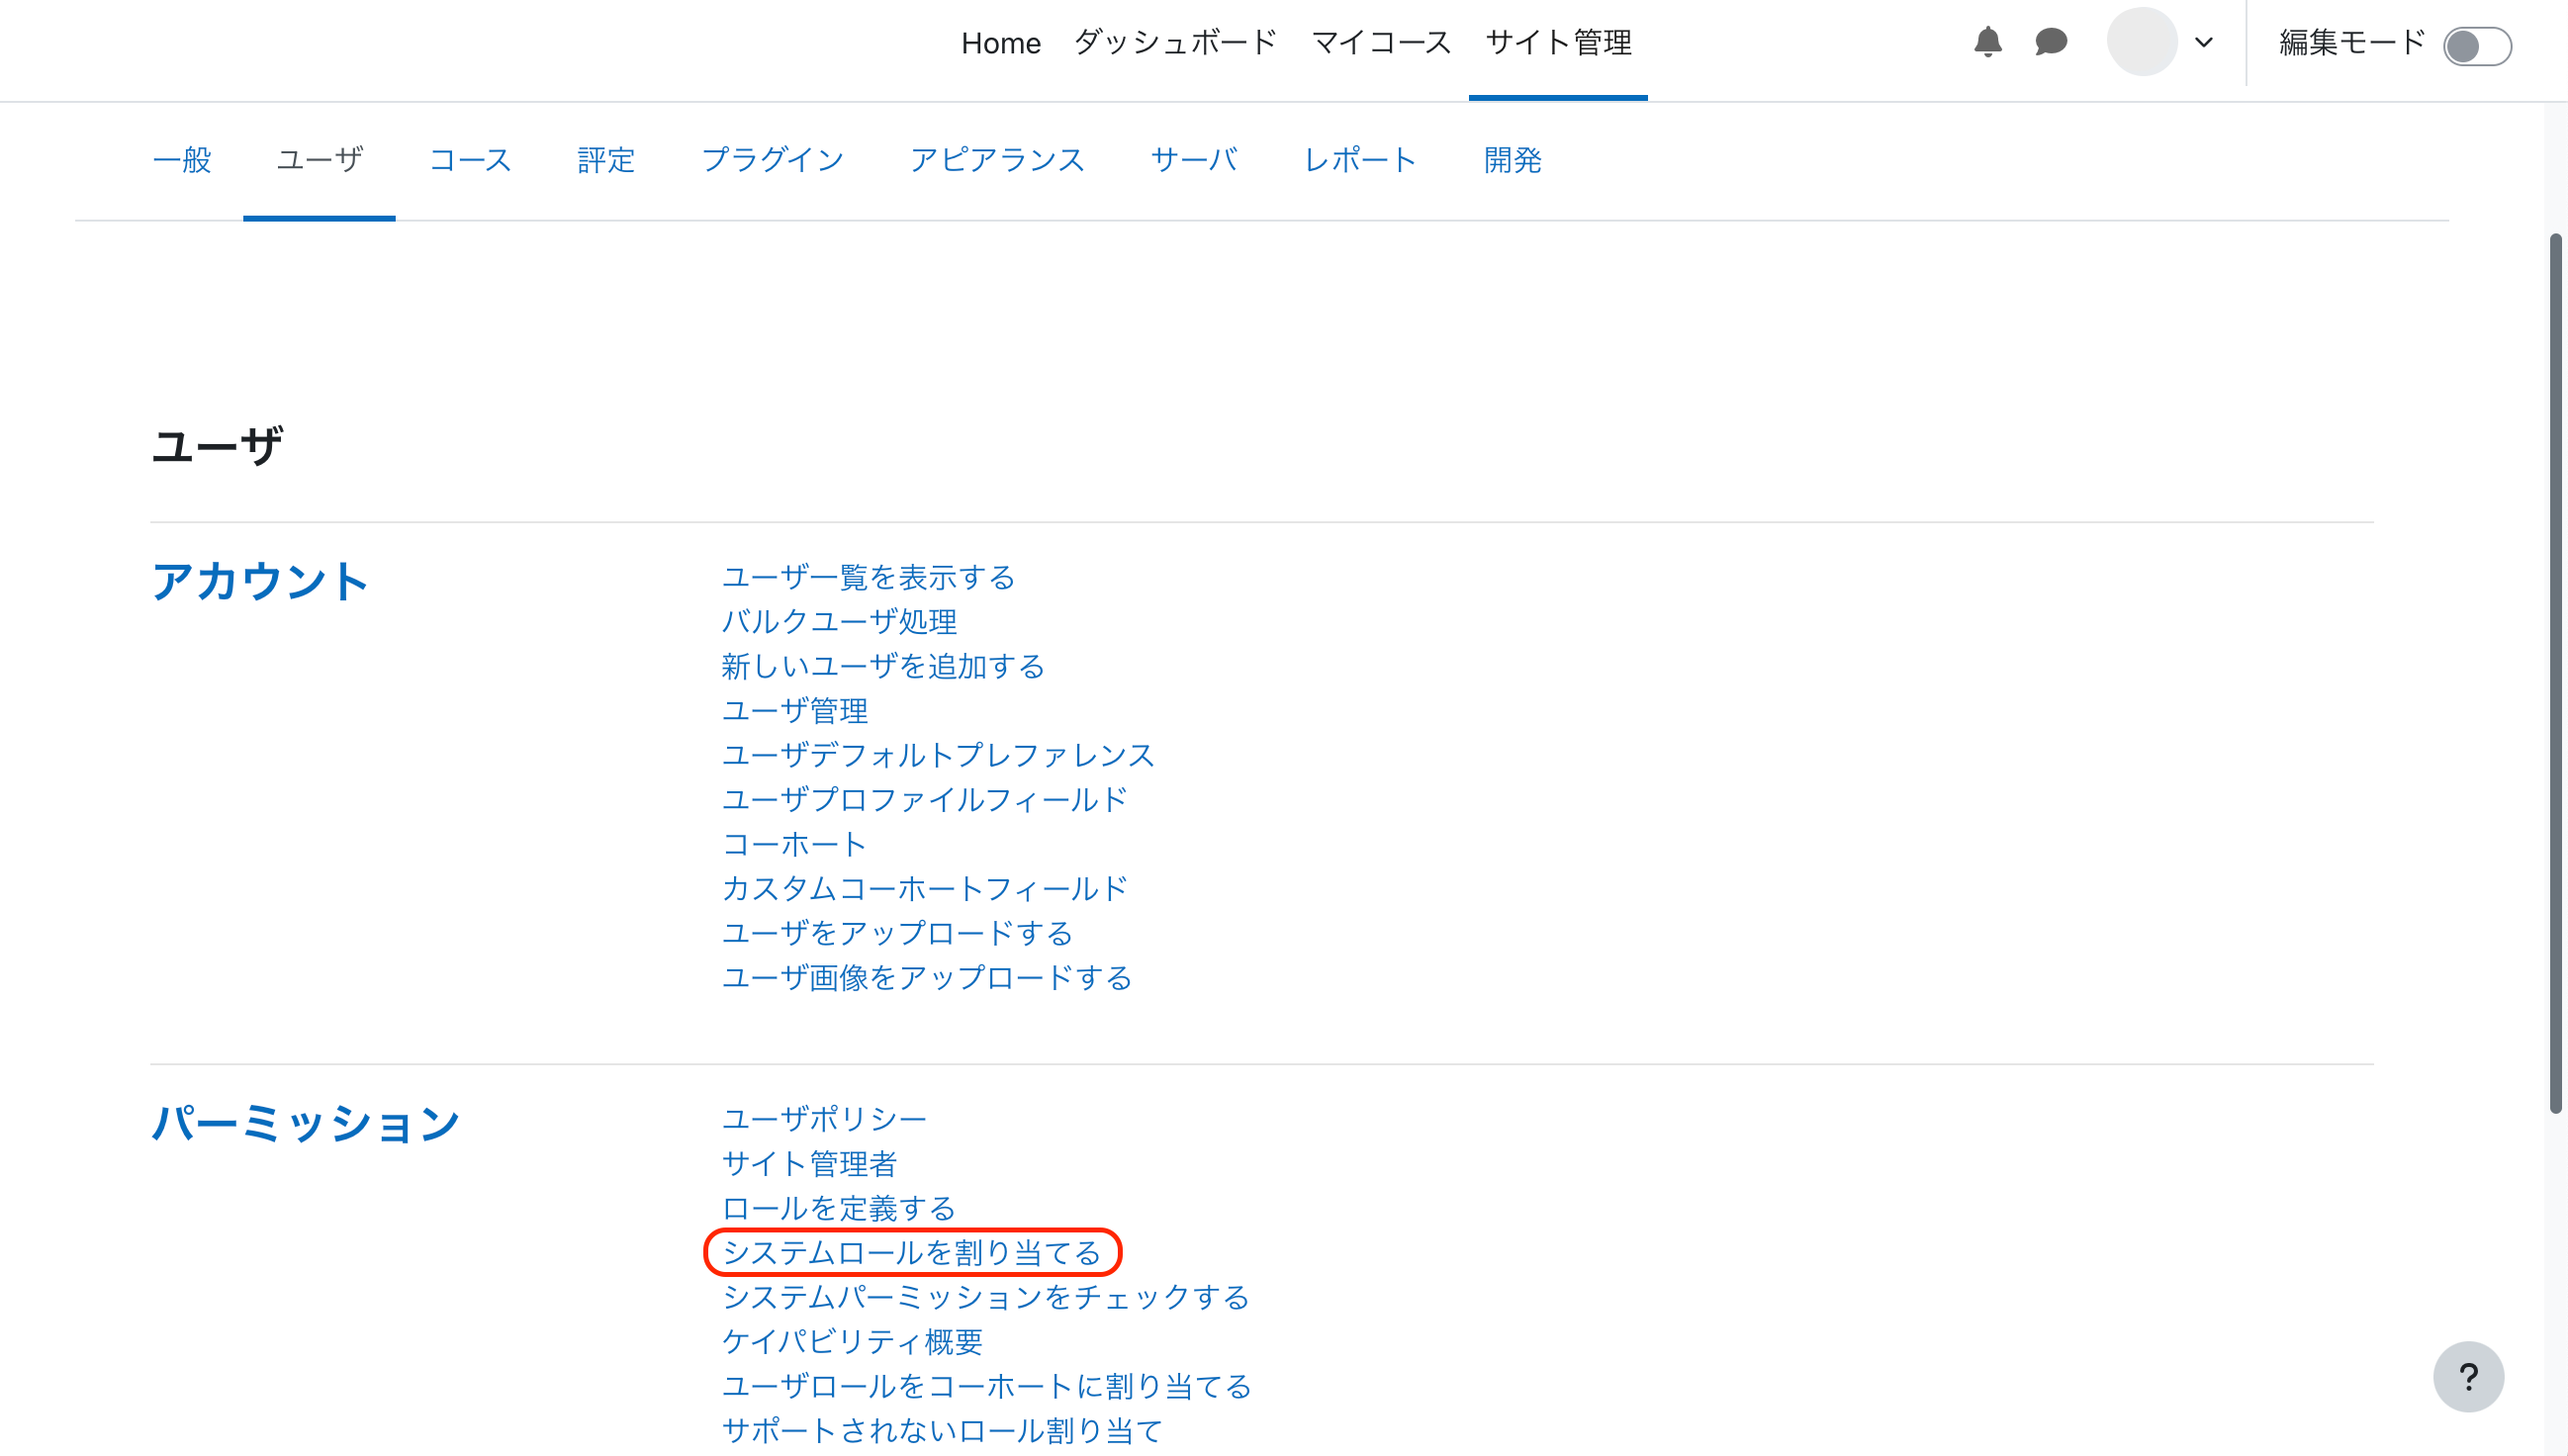 Home ダッシュボード マイコース サイト管理 編集モード
一般 ユーザ コース 評定 プラグイン アピアランス サーバ レポート 開発
ユーザ
アカウント
ユーザ一覧を表示する
バルクユーザ処理
新しいユーザを追加する
ユーザ管理
ユーザデフォルトプレファレンス
ユーザプロファイルフィールド
コーホート
カスタムコーホートフィールド
ユーザをアップロードする
ユーザ画像をアップロードする
パーミッション
ユーザポリシー
サイト管理者
ロールを定義する
システムロールを割り当てる
システムパーミッションをチェックする
ケイパビリティ概要
ユーザロールをコーホートに割り当てる
サポートされないロール割り当て
?